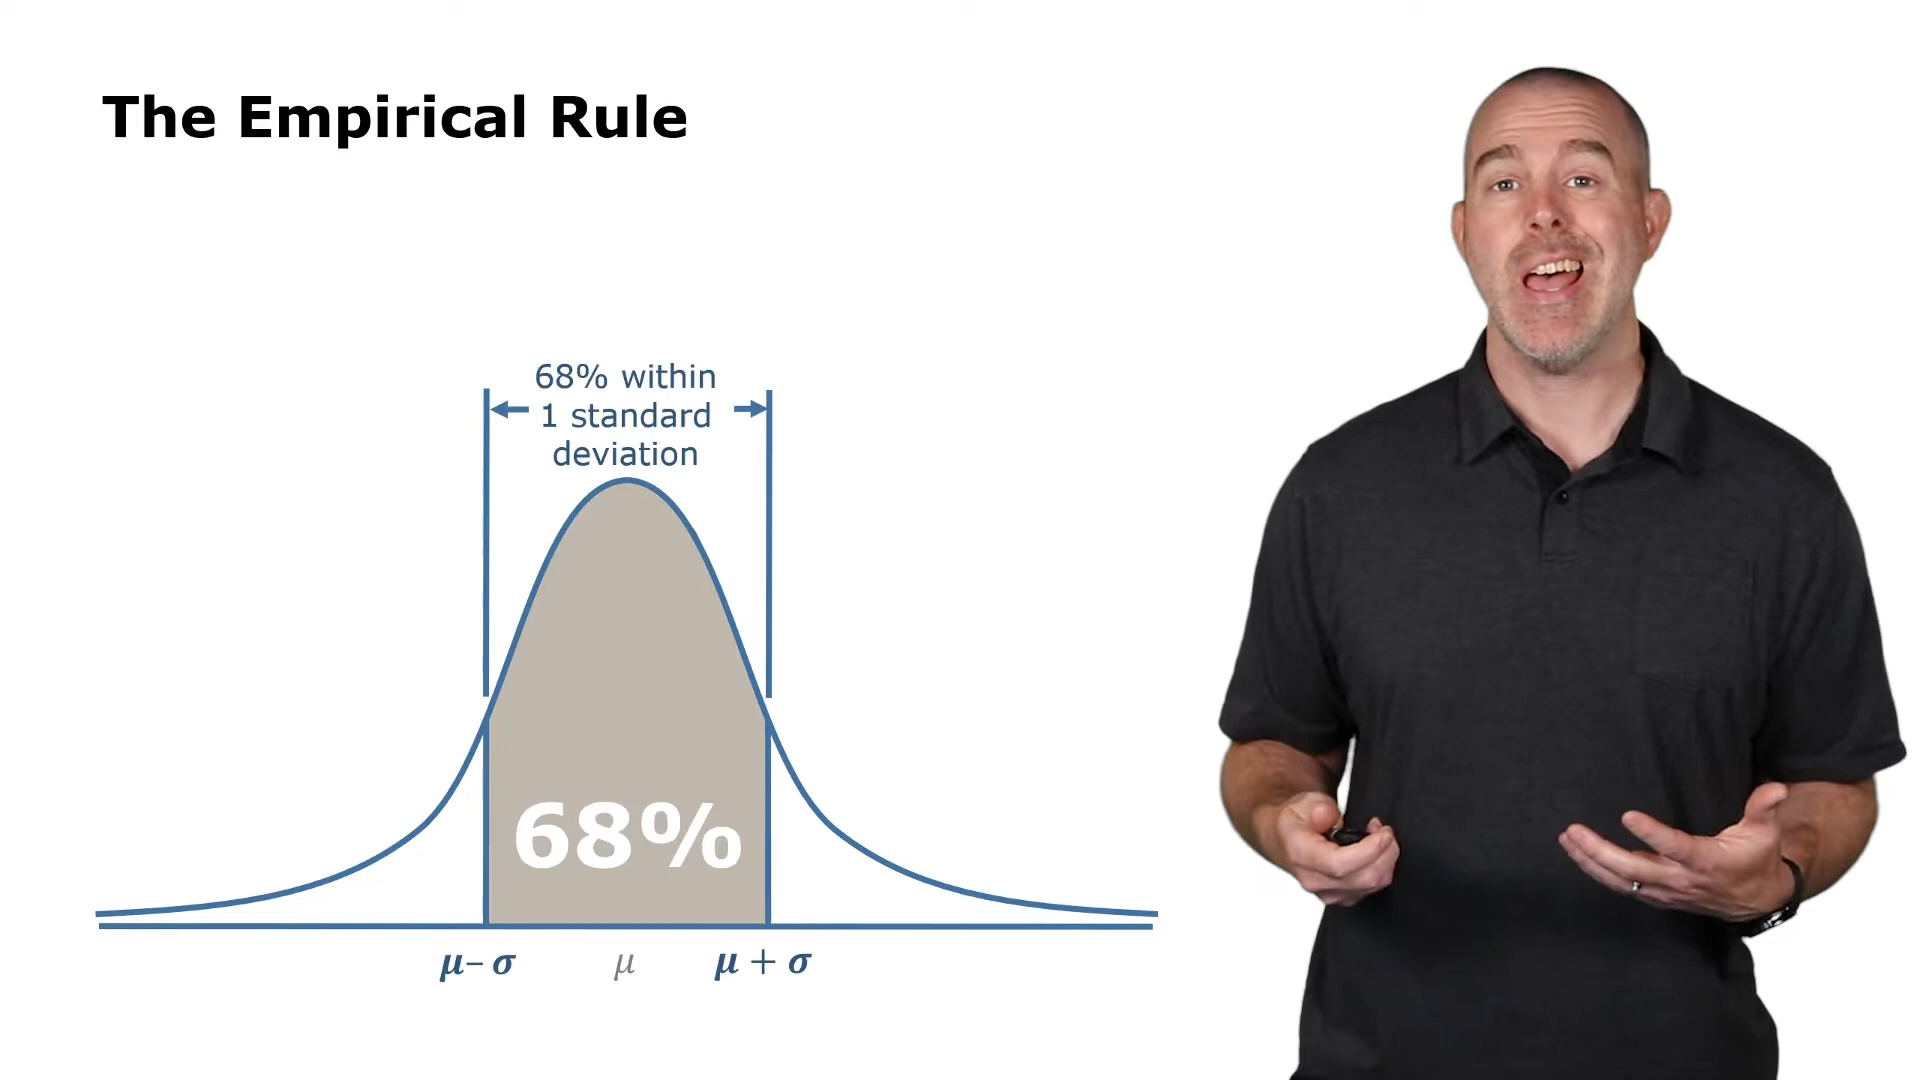 The Empirical Rule
68% within
1 standard
deviation
68%
μ– σ
μ
μ + σ